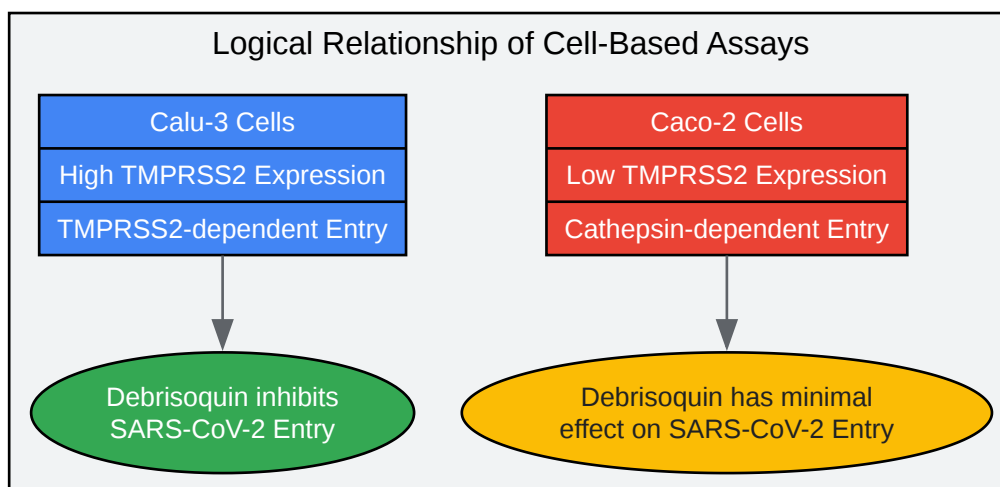 Logical Relationship of Cell-Based Assays
Calu-3 Cells
High TMPRSS2 Expression
TMPRSS2-dependent Entry
Caco-2 Cells
Low TMPRSS2 Expression
Cathepsin-dependent Entry
Debrisoquin inhibits
SARS-CoV-2 Entry
Debrisoquin has minimal
effect on SARS-CoV-2 Entry